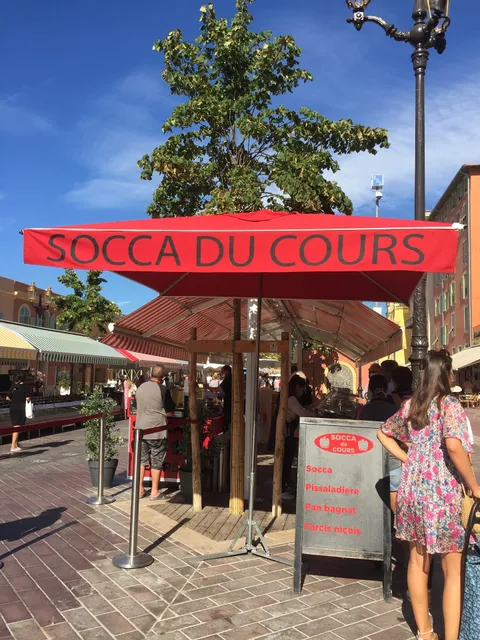 SOCCA DU COURS
SOCCA
du
COURS
Socca
Pissaladiere
Pan bagnat
Farcis niçois